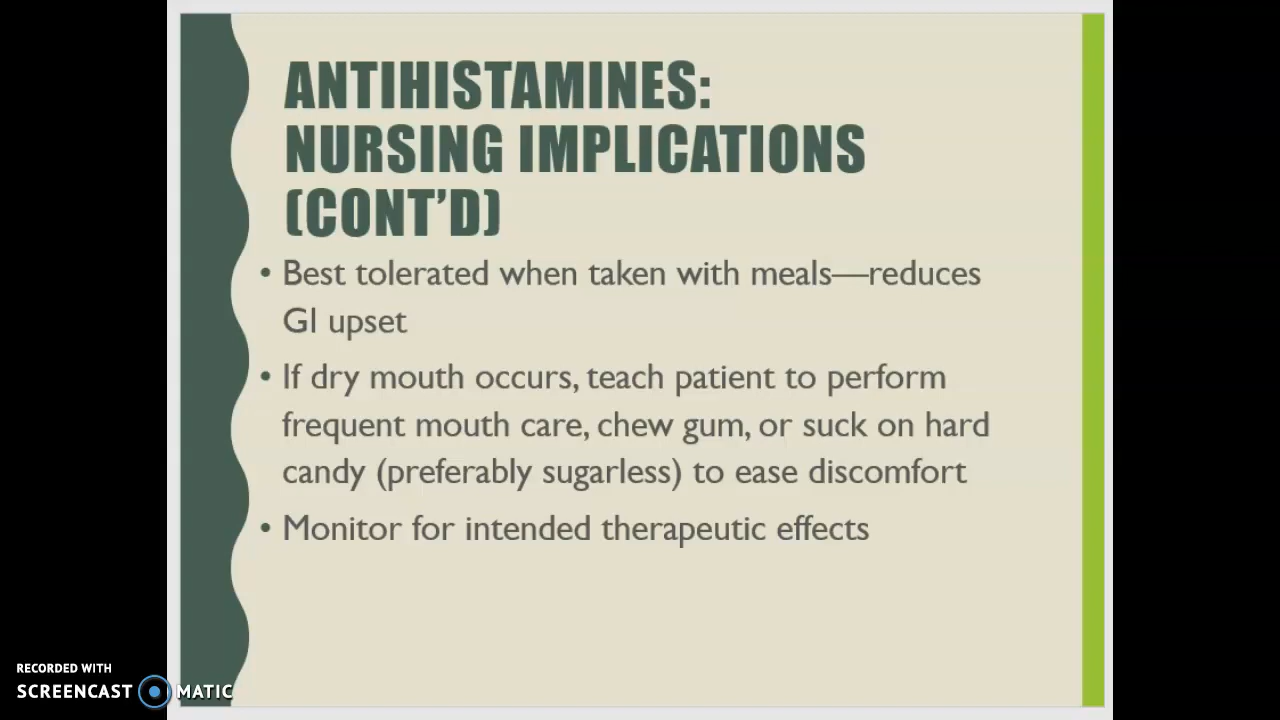 ANTIHISTAMINES:
NURSING IMPLICATIONS
(CONT’D)
• Best tolerated when taken with meals—reduces
GI upset
• If dry mouth occurs, teach patient to perform
frequent mouth care, chew gum, or suck on hard
candy (preferably sugarless) to ease discomfort
• Monitor for intended therapeutic effects
RECORDED WITH
SCREENCAST MATIC